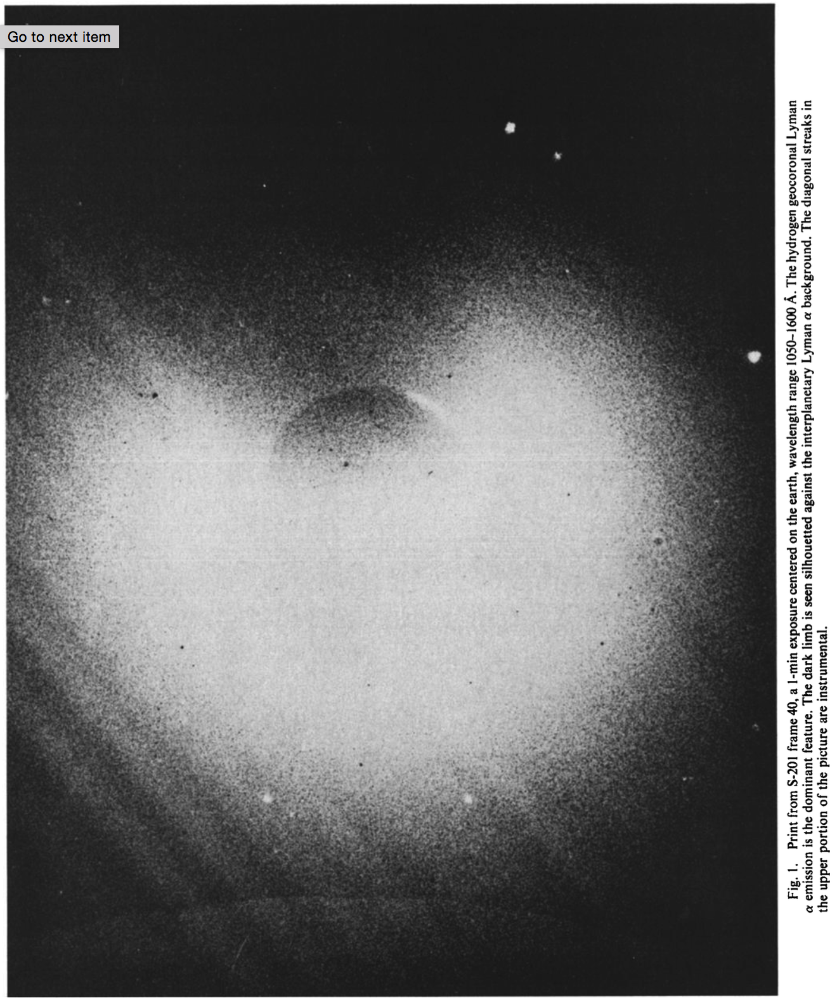 Go to next item
Fig. 1. Print from S-201 frame 40, a 1-min exposure centered on the earth, wavelength range 1050–1600 Å. The hydrogen geocoronal Lyman
α emission is the dominant feature. The dark limb is seen silhouetted against the interplanetary Lyman α background. The diagonal streaks in
the upper portion of the picture are instrumental.